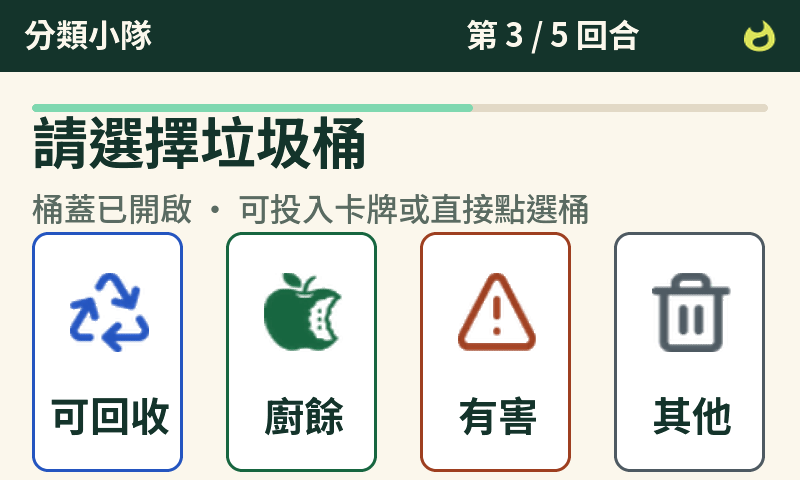 分類小隊
第 3 / 5 回合
請選擇垃圾桶
桶蓋已開啟 • 可投入卡牌或直接點選桶
可回收
廚餘
有害
其他